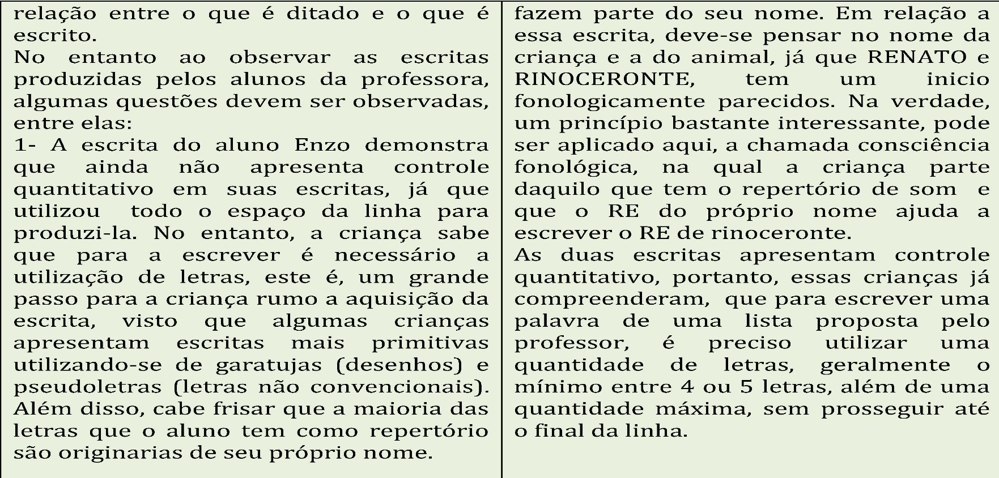 relação entre o que é ditado e o que é
escrito.
No entanto ao observar as escritas
produzidas pelos alunos da professora,
algumas questões devem ser observadas,
entre elas:
1- A escrita do aluno Enzo demonstra
que ainda não apresenta controle
quantitativo em suas escritas, já que
utilizou todo o espaço da linha para
produzi-la. No entanto, a criança sabe
que para a escrever é necessário a
utilização de letras, este é, um grande
passo para a criança rumo a aquisição da
escrita, visto que algumas crianças
apresentam escritas mais primitivas
utilizando-se de garatujas (desenhos) e
pseudoletras (letras não convencionais).
Além disso, cabe frisar que a maioria das
letras que o aluno tem como repertório
são originarias de seu próprio nome.
fazem parte do seu nome. Em relação a
essa escrita, deve-se pensar no nome da
criança e a do animal, já que RENATO e
RINOCERONTE, tem um inicio
fonologicamente parecidos. Na verdade,
um princípio bastante interessante, pode
ser aplicado aqui, a chamada consciência
fonológica, na qual a criança parte
daquilo que tem o repertório de som e
que o RE do próprio nome ajuda a
escrever o RE de rinoceronte.
As duas escritas apresentam controle
quantitativo, portanto, essas crianças já
compreenderam, que para escrever uma
palavra de uma lista proposta pelo
professor, é preciso utilizar uma
quantidade de letras, geralmente o
mínimo entre 4 ou 5 letras, além de uma
quantidade máxima, sem prosseguir até
o final da linha.